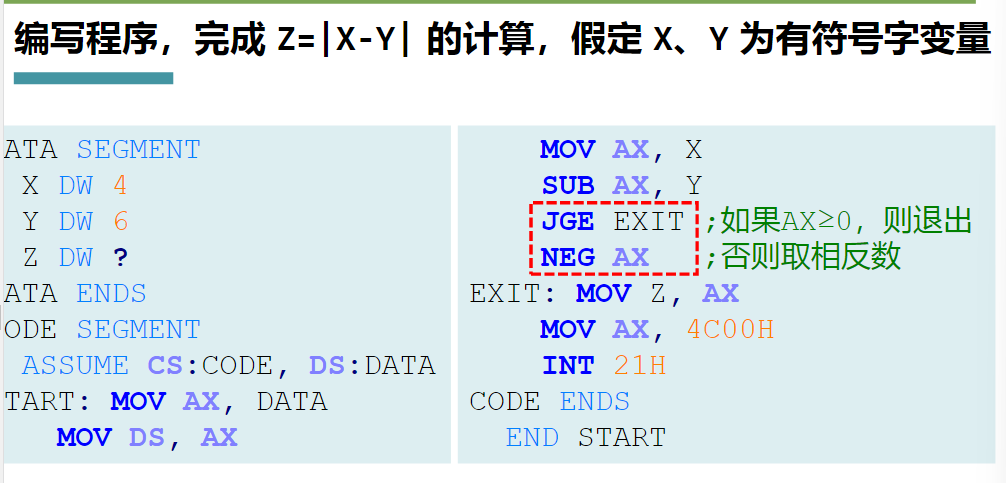 编写程序，完成 Z=|X-Y| 的计算，假定 X、Y 为有符号字变量
ATA SEGMENT
X DW 4
Y DW 6
Z DW ?
ATA ENDS
ODE SEGMENT
ASSUME CS:CODE, DS:DATA
TART: MOV AX, DATA
MOV DS, AX
MOV AX, X
SUB AX, Y
JGE EXIT ;如果AX≥0，则退出
NEG AX ;否则取相反数
EXIT: MOV Z, AX
MOV AX, 4C00H
INT 21H
CODE ENDS
END START